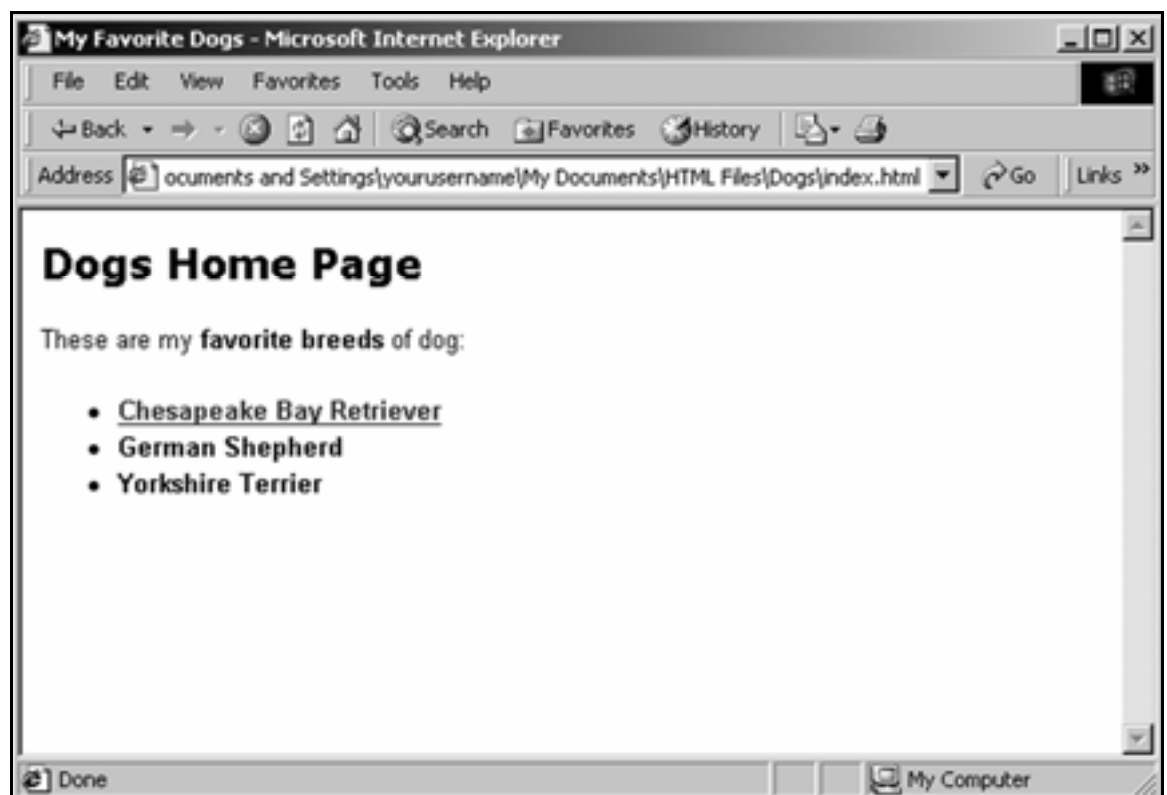 My Favorite Dogs - Microsoft Internet Explorer
File Edit View Favorites Tools Help
Back Search Favorites History
Address ocuments and Settings\yourusername\My Documents\HTML Files\Dogs\index.html Go Links »
Dogs Home Page
These are my favorite breeds of dog:
• Chesapeake Bay Retriever
• German Shepherd
• Yorkshire Terrier
Done My Computer